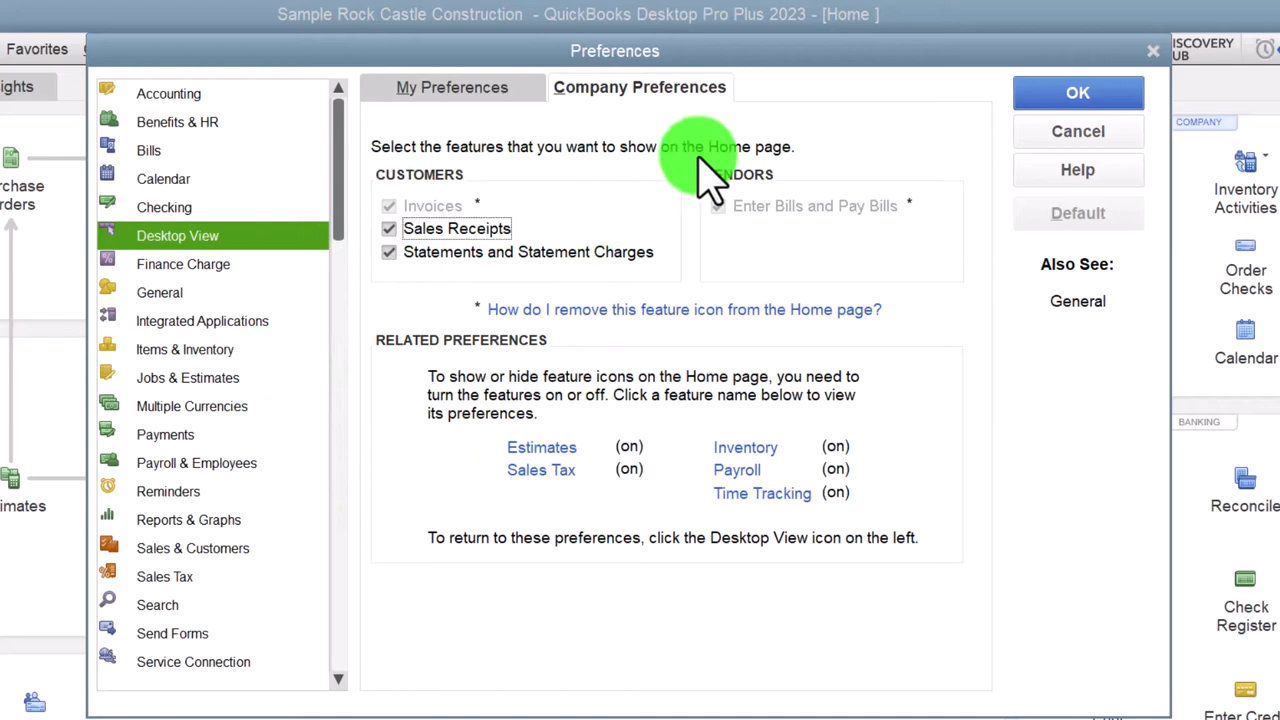 Sample Rock Castle Construction - QuickBooks Desktop Pro Plus 2023 - [Home ]
Favorites
ights
rchase
rders
imates
Preferences
Accounting
Benefits & HR
Bills
Calendar
Checking
Desktop View
Finance Charge
General
Integrated Applications
Items & Inventory
Jobs & Estimates
Multiple Currencies
Payments
Payroll & Employees
Reminders
Reports & Graphs
Sales & Customers
Sales Tax
Search
Send Forms
Service Connection
My Preferences
Company Preferences
Select the features that you want to show on the Home page.
CUSTOMERS
Invoices *
Sales Receipts
Statements and Statement Charges
ENDORS
Enter Bills and Pay Bills *
* How do I remove this feature icon from the Home page?
RELATED PREFERENCES
To show or hide feature icons on the Home page, you need to
turn the features on or off. Click a feature name below to view
its preferences.
Estimates (on)
Sales Tax (on)
Inventory (on)
Payroll (on)
Time Tracking (on)
To return to these preferences, click the Desktop View icon on the left.
OK
Cancel
Help
Default
Also See:
General
ISCOVERY
UB
COMPANY
Inventory
Activities
Order
Checks
Calendar
BANKING
Reconcile
Check
Register
Enter Cred